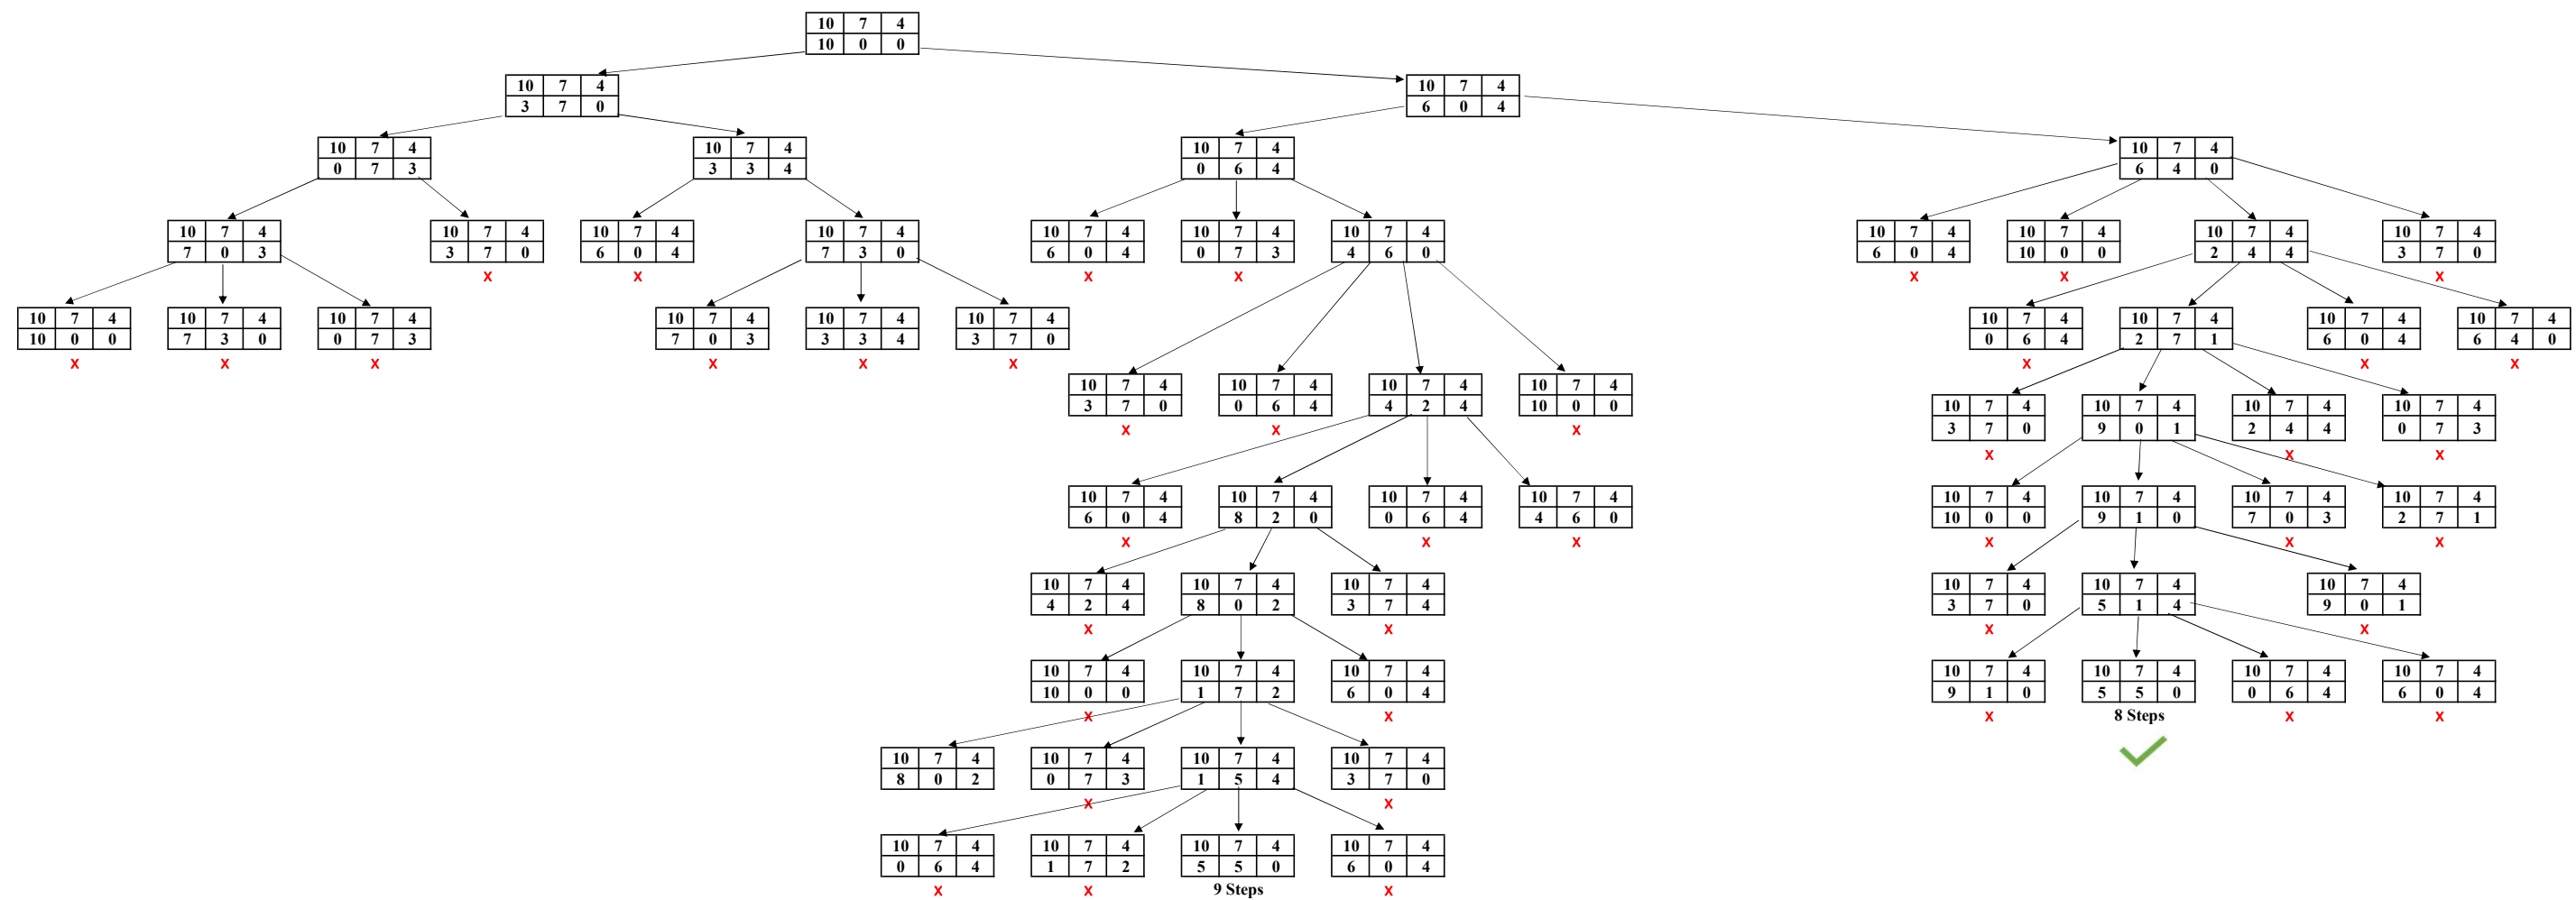 10 7 4
10 0 0
10 7 4 10 7 4
3 7 0 6 0 4
10 7 4 10 7 4 10 7 4 10 7 4
0 7 3 3 3 4 0 6 4 6 4 0
10 7 4 10 7 4 10 7 4 10 7 4 10 7 4 10 7 4 10 7 4 10 7 4 10 7 4 10 7 4 10 7 4
7 0 3 3 7 0 6 0 4 7 3 0 6 0 4 0 7 3 4 6 0 6 0 4 10 0 0 2 4 4 3 7 0
X X X X X X X
10 7 4 10 7 4 10 7 4 10 7 4 10 7 4 10 7 4 10 7 4 10 7 4 10 7 4 10 7 4
10 0 0 7 3 0 0 7 3 7 0 3 3 3 4 3 7 0 0 6 4 2 7 1 6 0 4 6 4 0
X X X X X X X X X
10 7 4 10 7 4 10 7 4 10 7 4
3 7 0 0 6 4 4 2 4 10 0 0
X X X
10 7 4 10 7 4 10 7 4 10 7 4
3 7 0 9 0 1 2 4 4 0 7 3
X X X
10 7 4 10 7 4 10 7 4 10 7 4 10 7 4 10 7 4 10 7 4 10 7 4
6 0 4 8 2 0 0 6 4 4 6 0 10 0 0 9 1 0 7 0 3 2 7 1
X X X X X X
10 7 4 10 7 4 10 7 4 10 7 4 10 7 4 10 7 4
4 2 4 8 0 2 3 7 4 3 7 0 5 1 4 9 0 1
X X X X
10 7 4 10 7 4 10 7 4 10 7 4 10 7 4 10 7 4 10 7 4
10 0 0 1 7 2 6 0 4 9 1 0 5 5 0 0 6 4 6 0 4
X X X 8 Steps X X
10 7 4 10 7 4 10 7 4 10 7 4
8 0 2 0 7 3 1 5 4 3 7 0
X X
10 7 4 10 7 4 10 7 4 10 7 4
0 6 4 1 7 2 5 5 0 6 0 4
X X 9 Steps X